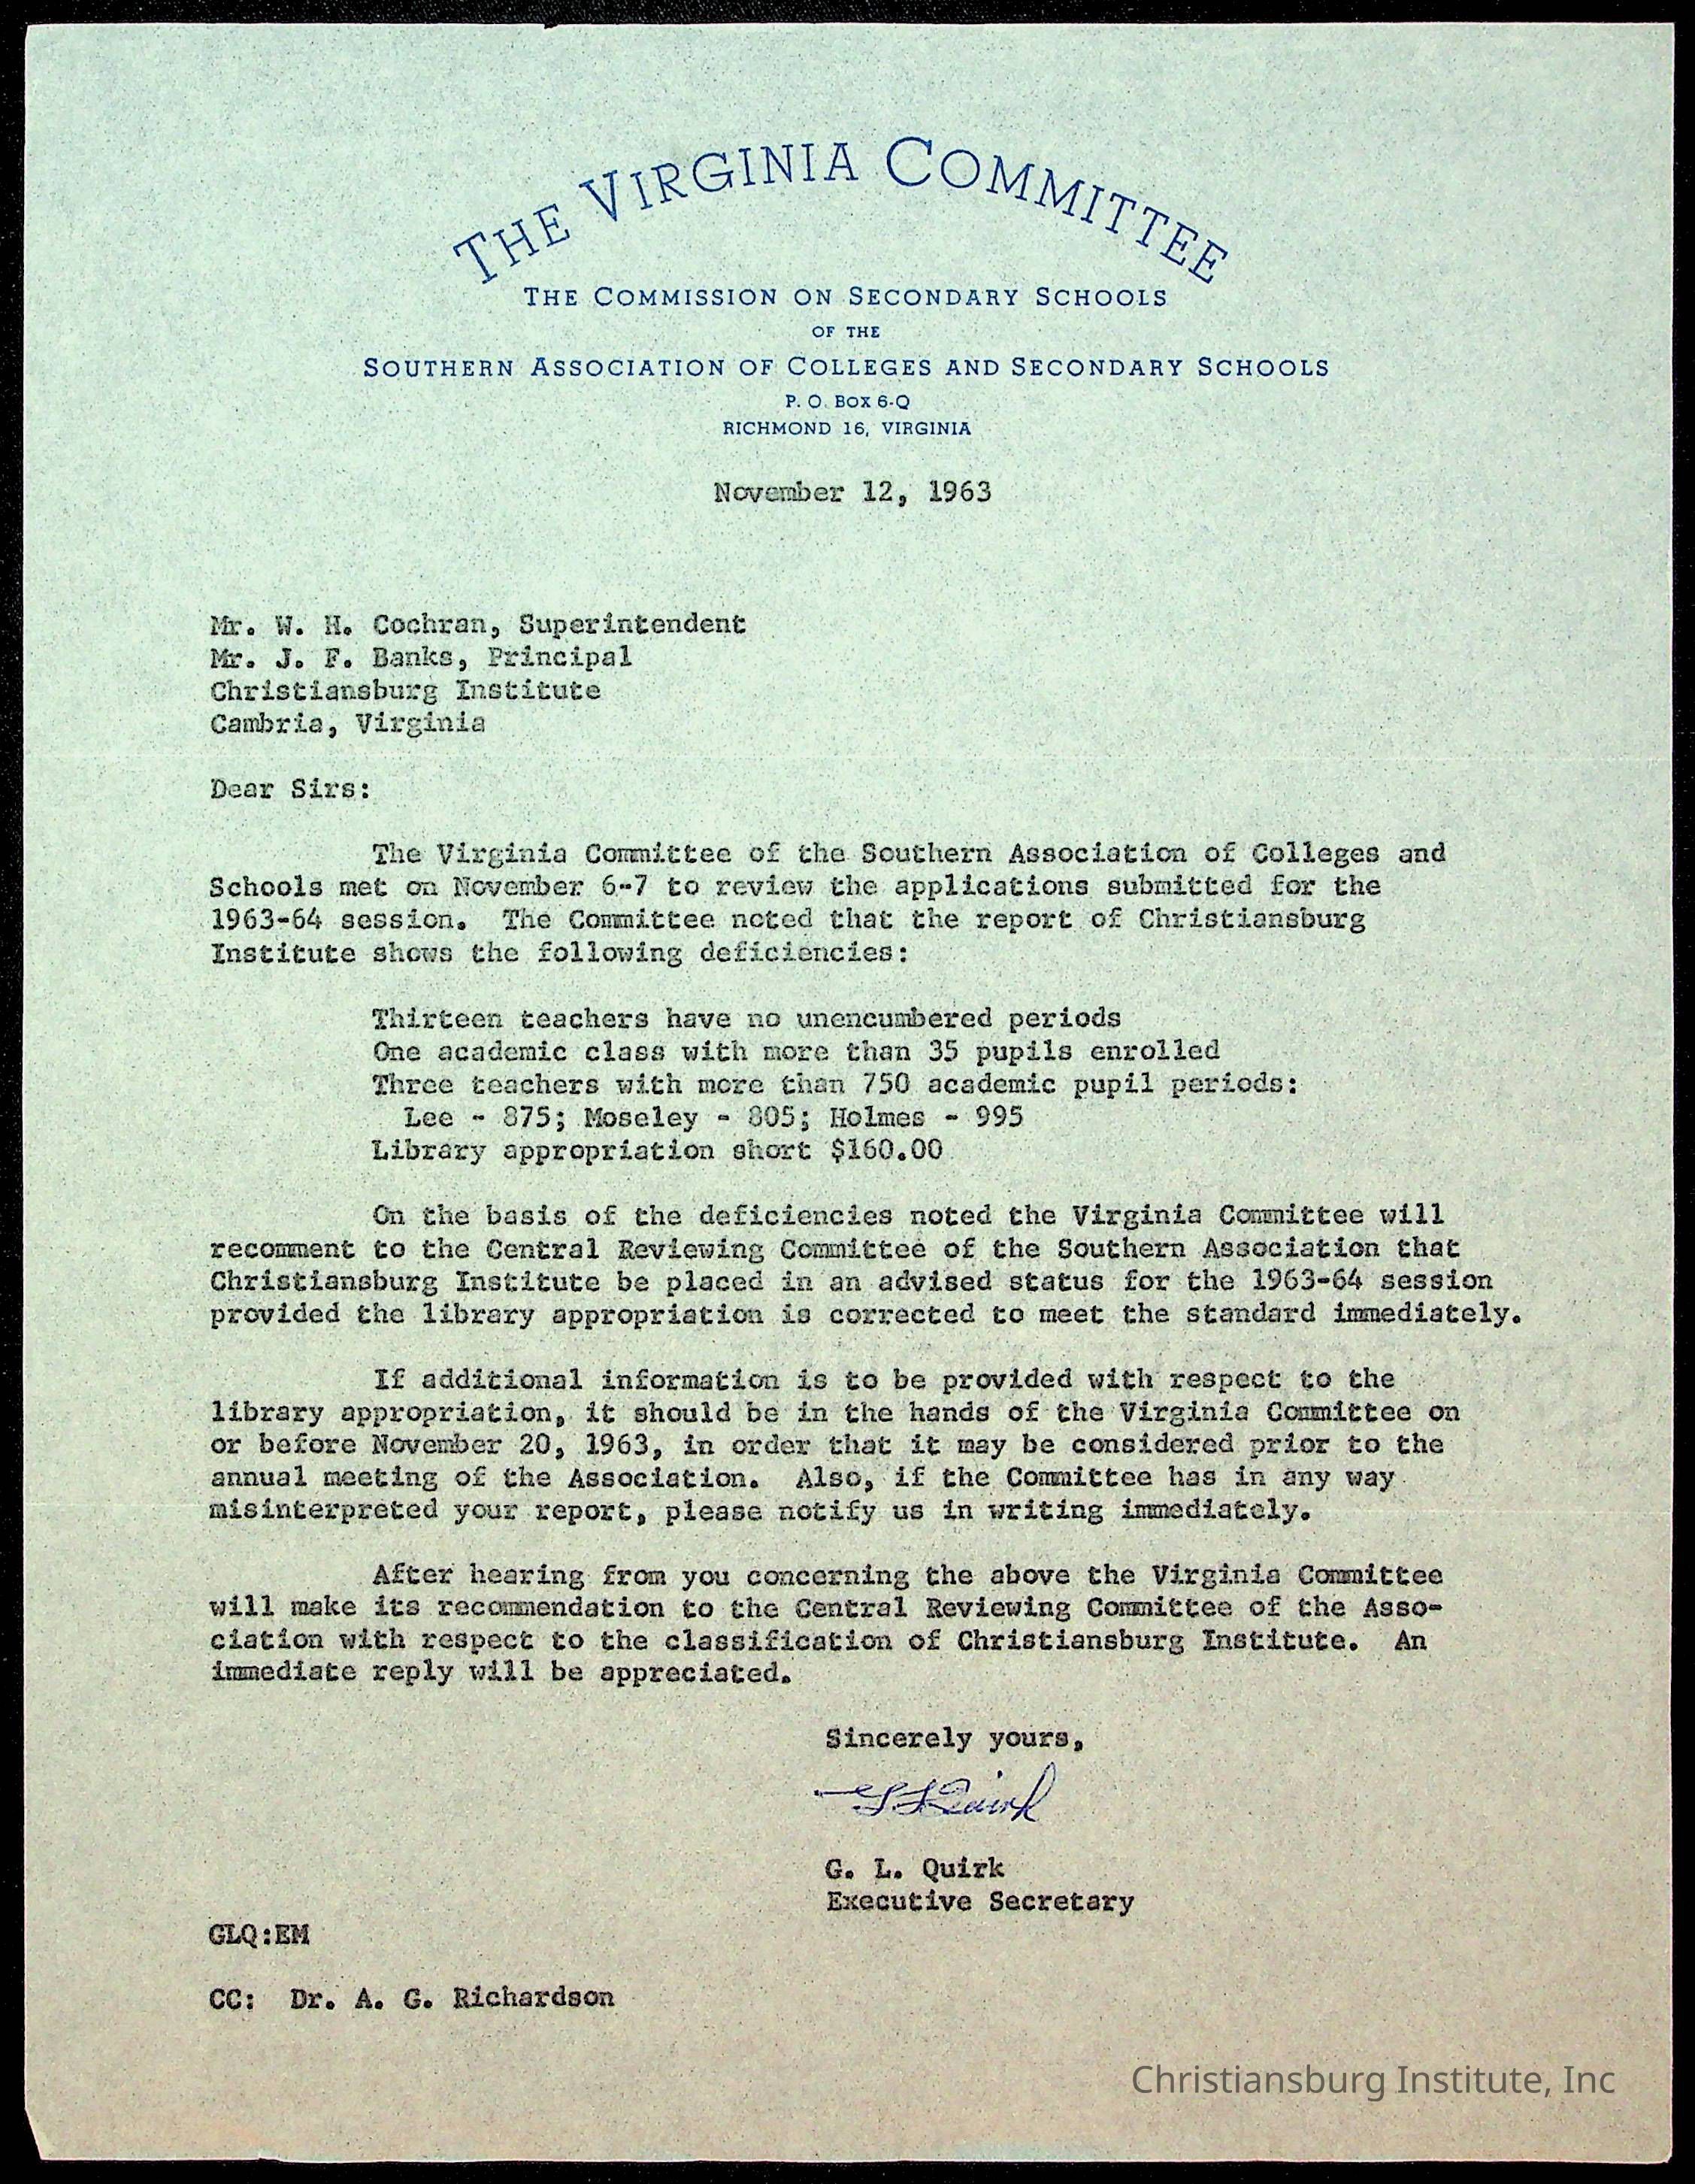 THE VIRGINIA COMMITTEE
THE COMMISSION ON SECONDARY SCHOOLS
OF THE
SOUTHERN ASSOCIATION OF COLLEGES AND SECONDARY SCHOOLS
P. O. BOX 6-Q
RICHMOND 16, VIRGINIA
November 12, 1963
Mr. W. H. Cochran, Superintendent
Mr. J. F. Banks, Principal
Christiansburg Institute
Cambria, Virginia
Dear Sirs:
The Virginia Committee of the Southern Association of Colleges and
Schools met on November 6-7 to review the applications submitted for the
1963-64 session. The Committee noted that the report of Christiansburg
Institute shows the following deficiencies:
Thirteen teachers have no unencumbered periods
One academic class with more than 35 pupils enrolled
Three teachers with more than 750 academic pupil periods:
Lee - 875; Moseley - 805; Holmes - 995
Library appropriation short $160.00
On the basis of the deficiencies noted the Virginia Committee will
recomment to the Central Reviewing Committee of the Southern Association that
Christiansburg Institute be placed in an advised status for the 1963-64 session
provided the library appropriation is corrected to meet the standard immediately.
If additional information is to be provided with respect to the
library appropriation, it should be in the hands of the Virginia Committee on
or before November 20, 1963, in order that it may be considered prior to the
annual meeting of the Association. Also, if the Committee has in any way
misinterpreted your report, please notify us in writing immediately.
After hearing from you concerning the above the Virginia Committee
will make its recommendation to the Central Reviewing Committee of the Asso-
ciation with respect to the classification of Christiansburg Institute. An
immediate reply will be appreciated.
Sincerely yours,
G L Quirk
G. L. Quirk
Executive Secretary
GLQ:EM
CC: Dr. A. G. Richardson
Christiansburg Institute, Inc